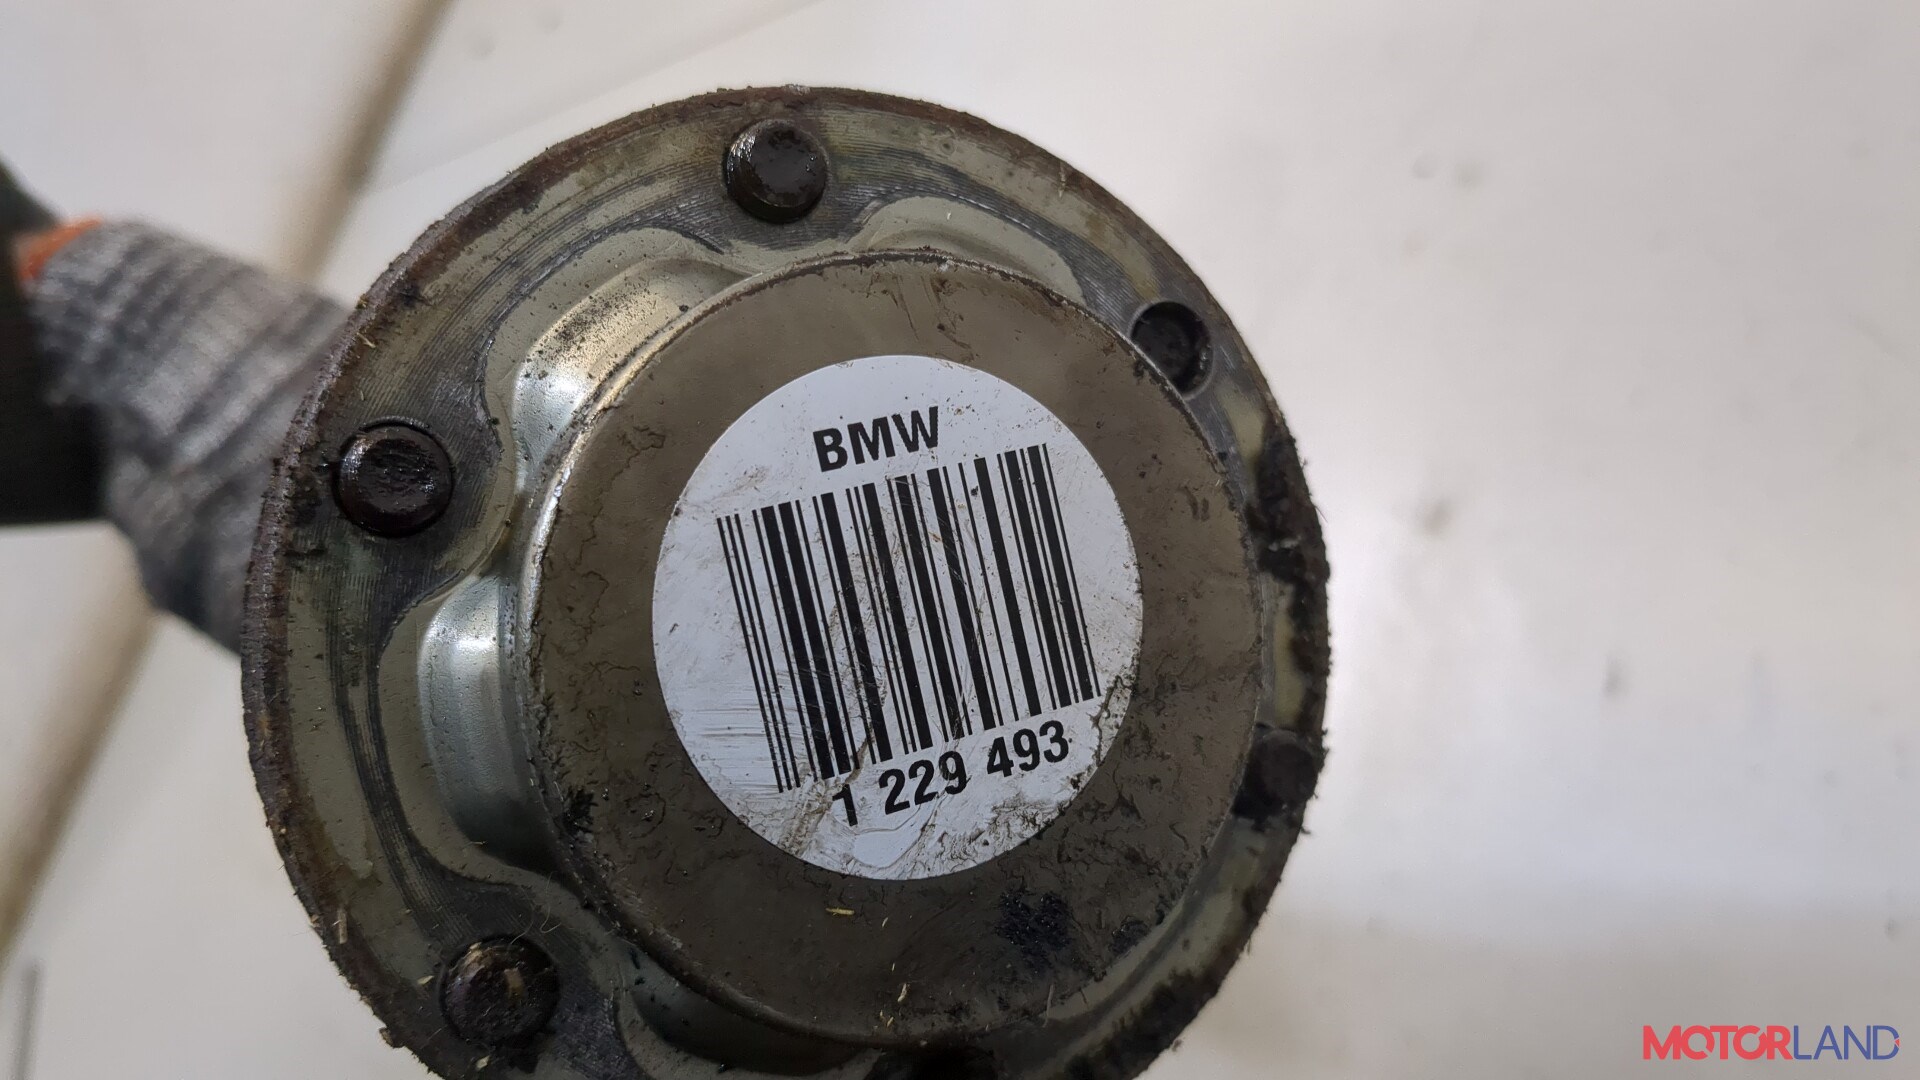 BMW
1 229 493
MOTORLAND